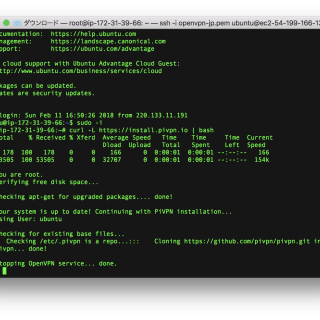 ダウンロード — root@ip-172-31-39-66: ~ — ssh -i openvpn-jp.pem ubuntu@ec2-54-199-166-13
cumentation: https://help.ubuntu.com
nagement: https://landscape.canonical.com
pport: https://ubuntu.com/advantage
cloud support with Ubuntu Advantage Cloud Guest:
ttp://www.ubuntu.com/business/services/cloud
ckages can be updated.
ates are security updates.
login: Sun Feb 11 16:50:26 2018 from 220.133.11.191
u@ip-172-31-39-66:~$ sudo -i
ip-172-31-39-66:~# curl -L https://install.pivpn.io | bash
otal % Received % Xferd Average Speed Time Time Time Current
Dload Upload Total Spent Left Speed
178 100 178 0 0 166 0 0:00:01 0:00:01 --:--:-- 166
3505 100 53505 0 0 32707 0 0:00:01 0:00:01 --:--:-- 154k
ou are root.
erifying free disk space...
hecking apt-get for upgraded packages.... done!
our system is up to date! Continuing with PiVPN installation...
sing User: ubuntu
hecking for existing base files...
Checking /etc/.pivpn is a repo...::: Cloning https://github.com/pivpn/pivpn.git in
ivpn... done!
topping OpenVPN service... done.